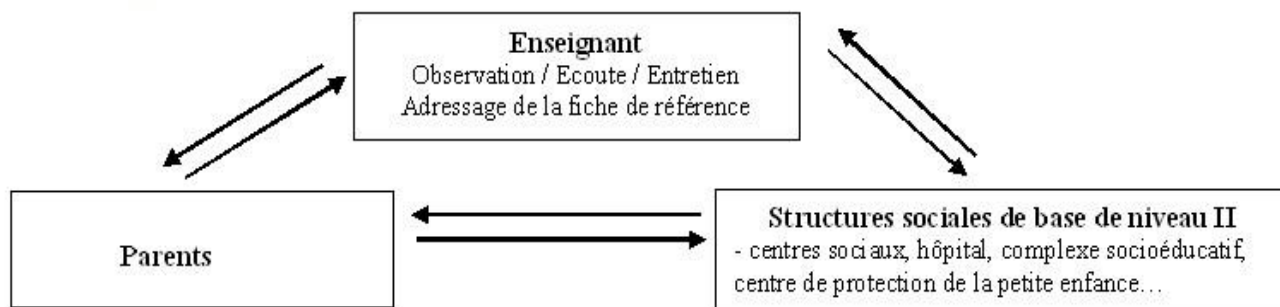 Enseignant
Observation / Ecoute / Entretien
Adressage de la fiche de référence
Parents
Structures sociales de base de niveau II
- centres sociaux, hôpital, complexe socioéducatif,
centre de protection de la petite enfance…